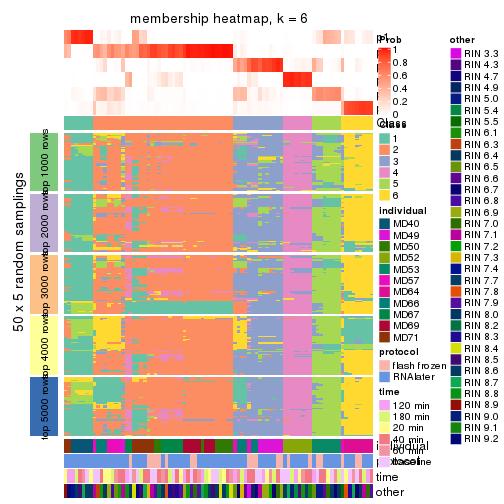 membership heatmap, k = 6
50 x 5 random samplings
top 1000 rows
top 2000 rows
top 3000 rows
top 4000 rows
top 5000 rows
p1
Prob
1
0.8
0.6
0.4
0.2
0
Class
Class
1
2
3
4
5
6
Individual
MD40
MD49
MD51
MD52
MD53
MD57
MD64
MD66
MD67
MD69
MD71
protocol
flash frozen
RNAlater
time
120 min
180 min
20 min
40 min
60 min
baseline
individual
protocol
time
other
other
RIN 3.3
RIN 4.3
RIN 4.7
RIN 4.9
RIN 5.0
RIN 5.4
RIN 5.5
RIN 6.1
RIN 6.3
RIN 6.4
RIN 6.5
RIN 6.6
RIN 6.7
RIN 6.8
RIN 6.9
RIN 7.0
RIN 7.1
RIN 7.2
RIN 7.3
RIN 7.4
RIN 7.7
RIN 7.8
RIN 7.9
RIN 8.0
RIN 8.2
RIN 8.3
RIN 8.4
RIN 8.5
RIN 8.6
RIN 8.7
RIN 8.8
RIN 8.9
RIN 9.0
RIN 9.1
RIN 9.2